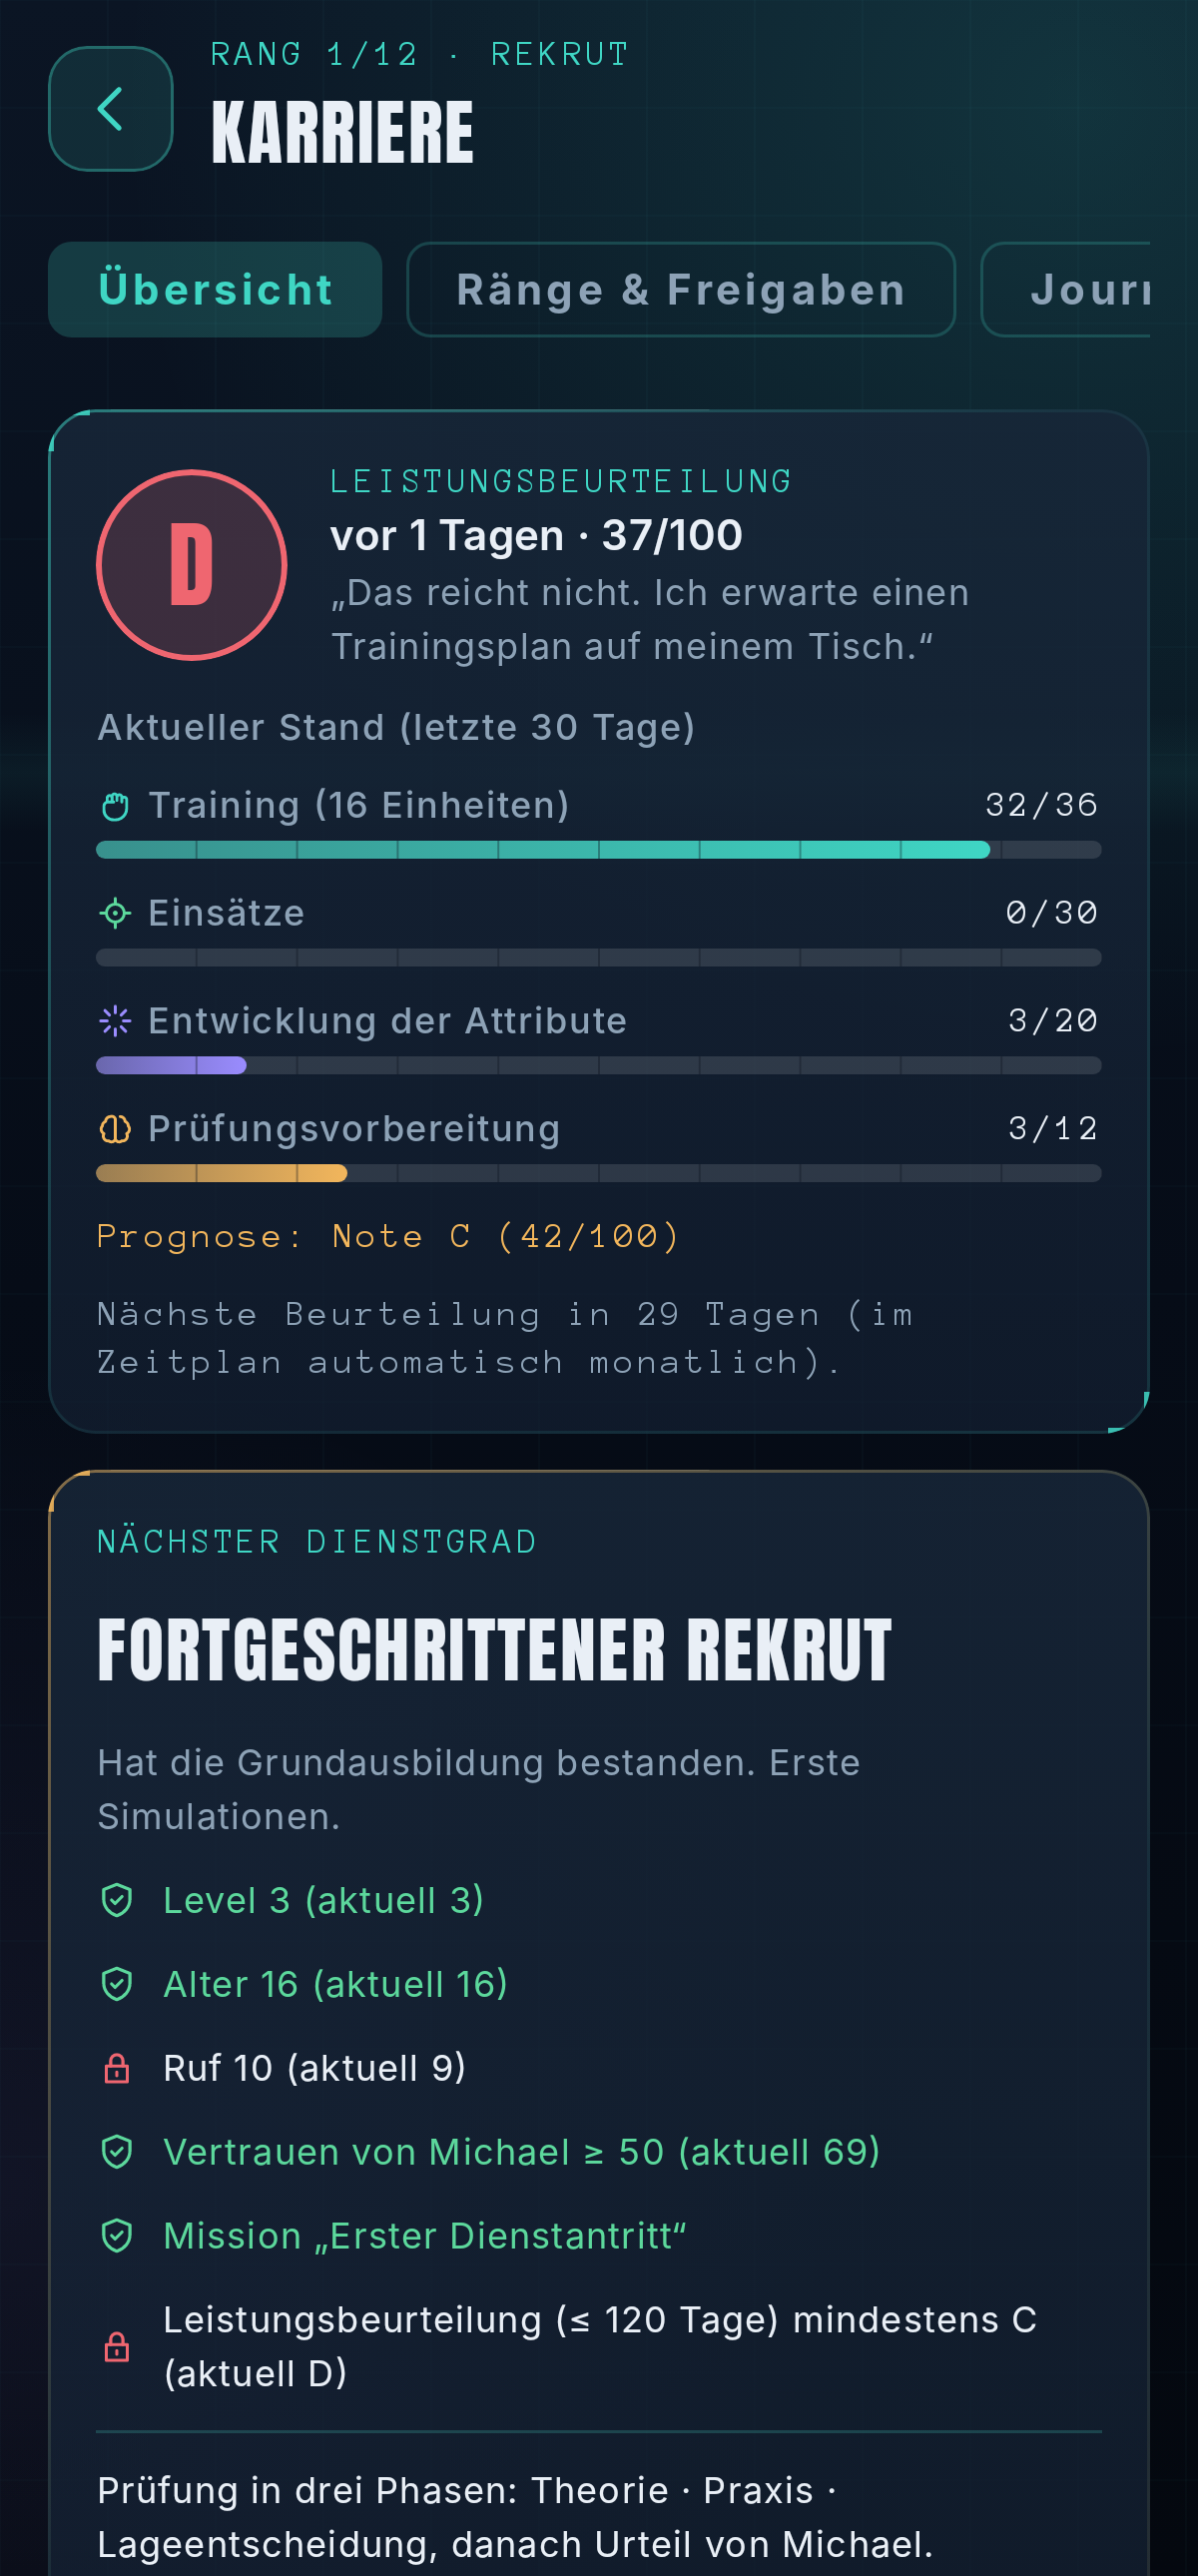 RANG 1/12 · REKRUT
KARRIERE
Übersicht
Ränge & Freigaben
LEISTUNGSBEURTEILUNG
D
vor 1 Tagen · 37/100
„Das reicht nicht. Ich erwarte einen
Trainingsplan auf meinem Tisch.“
Aktueller Stand (letzte 30 Tage)
Training (16 Einheiten) 32/36
Einsätze 0/30
Entwicklung der Attribute 3/20
Prüfungsvorbereitung 3/12
Prognose: Note C (42/100)
Nächste Beurteilung in 29 Tagen (im
Zeitplan automatisch monatlich).
NÄCHSTER DIENSTGRAD
FORTGESCHRITTENER REKRUT
Hat die Grundausbildung bestanden. Erste
Simulationen.
Level 3 (aktuell 3)
Alter 16 (aktuell 16)
Ruf 10 (aktuell 9)
Vertrauen von Michael ≥ 50 (aktuell 69)
Mission „Erster Dienstantritt“
Leistungsbeurteilung (≤ 120 Tage) mindestens C
(aktuell D)
Prüfung in drei Phasen: Theorie · Praxis ·
Lageentscheidung, danach Urteil von Michael.